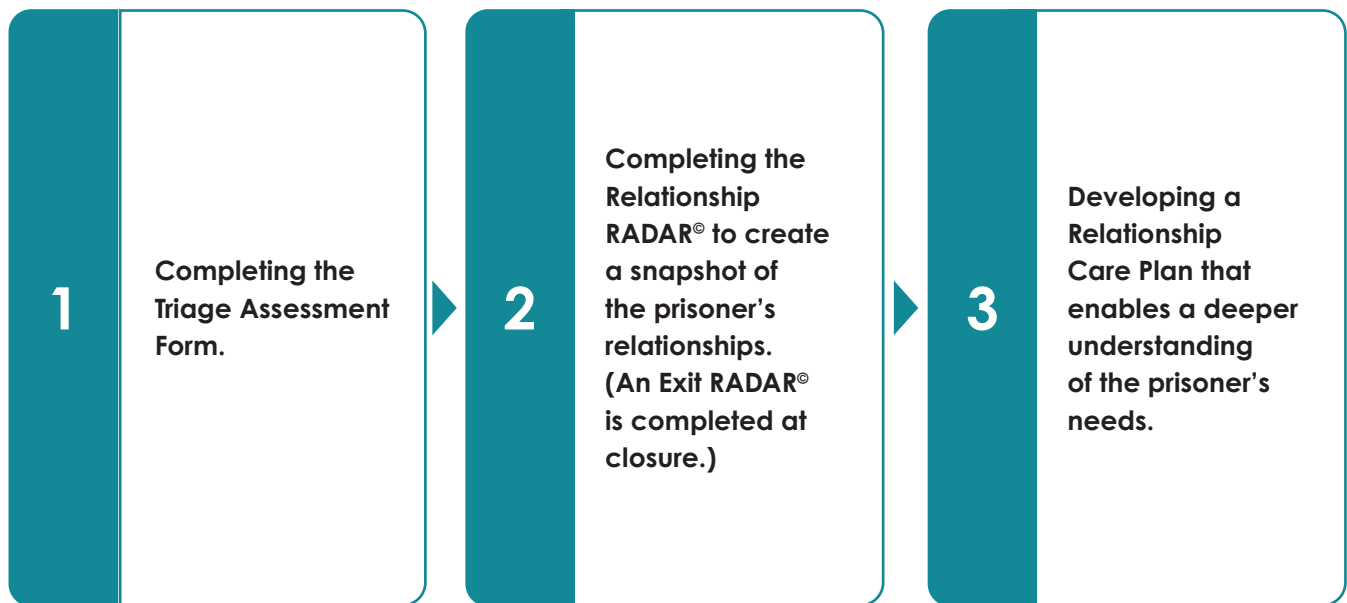 1
Completing the
Triage Assessment
Form.
2
Completing the
Relationship
RADAR© to create
a snapshot of
the prisoner’s
relationships.
(An Exit RADAR©
is completed at
closure.)
3
Developing a
Relationship
Care Plan that
enables a deeper
understanding
of the prisoner’s
needs.